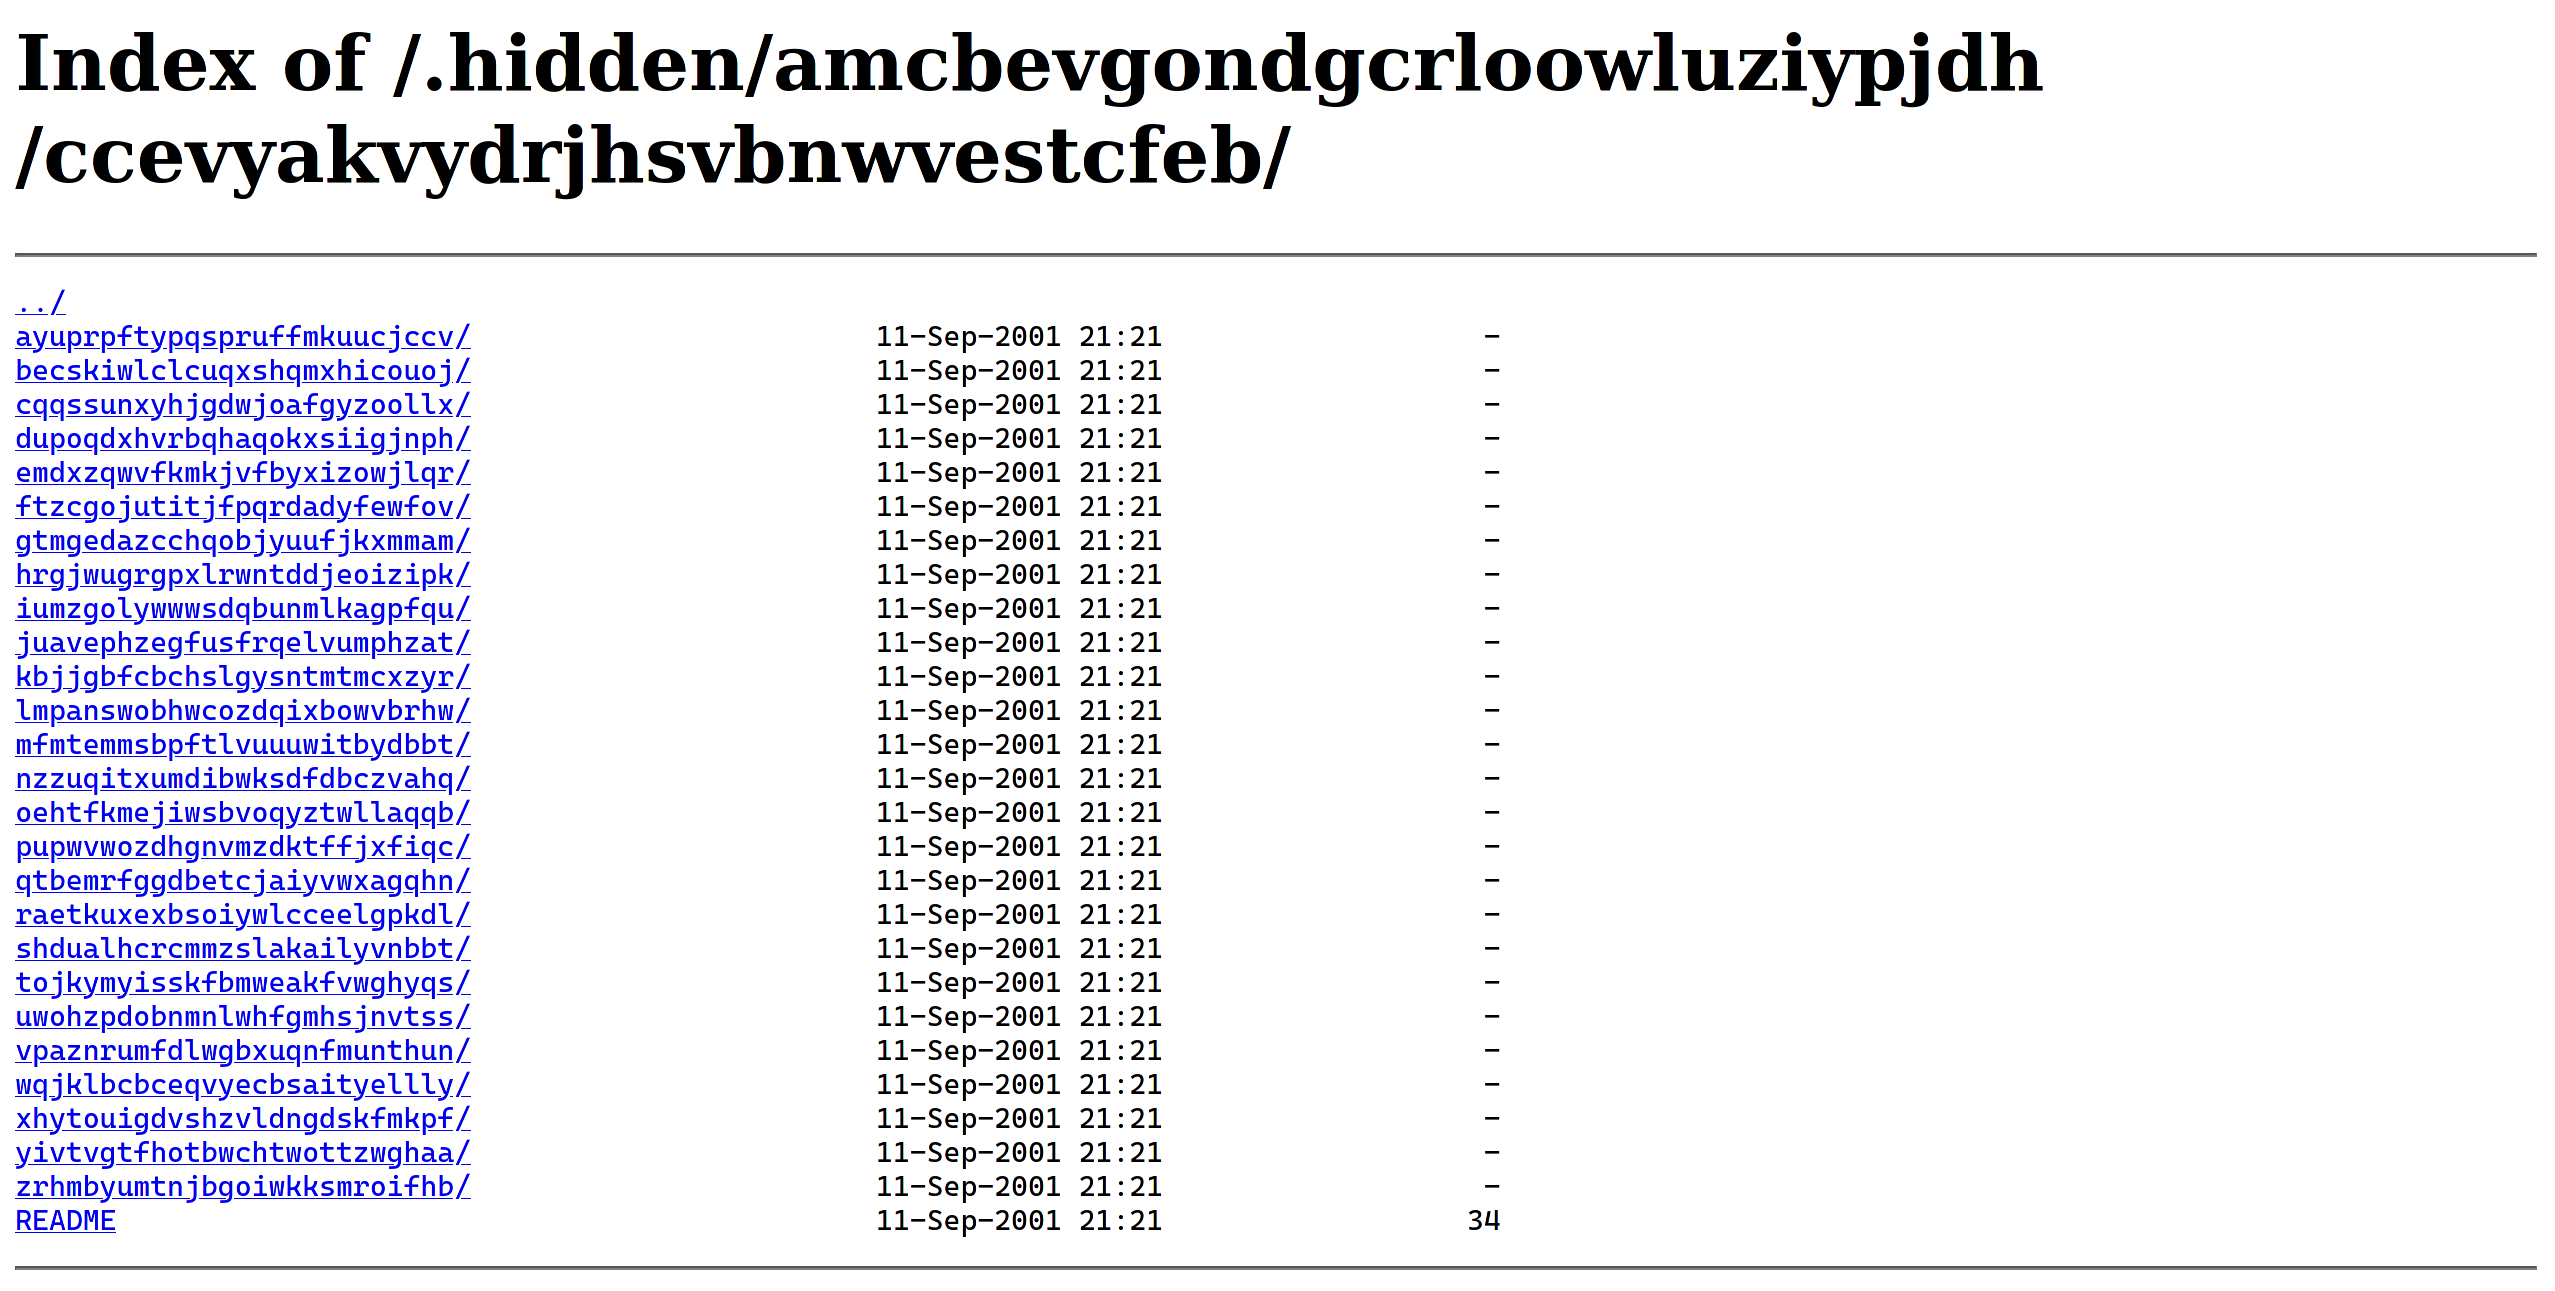 Index of /.hidden/amcbevgondgcrloowluziypjdh
/ccevyakvydrjhsvbnwvestcfeb/
../
ayuprpftypqspruffmkuucjccv/ 11-Sep-2001 21:21 -
becskiwlclcuqxshqmxhicouoj/ 11-Sep-2001 21:21 -
cqqssunxyhjgdwjoafgyzoollx/ 11-Sep-2001 21:21 -
dupoqdxhvrbqhaqokxsiigjnph/ 11-Sep-2001 21:21 -
emdxzqwvfkmkjvfbyxizowjlqr/ 11-Sep-2001 21:21 -
ftzcgojutitjfpqrdadyfewfov/ 11-Sep-2001 21:21 -
gtmgedazcchqobjyuufjkxmmam/ 11-Sep-2001 21:21 -
hrgjwugrgpxlrwntddjeoizipk/ 11-Sep-2001 21:21 -
iumzgolywwwsdqbunmlkagpfqu/ 11-Sep-2001 21:21 -
juavephzegfusfrqelvumphzat/ 11-Sep-2001 21:21 -
kbjjgbfcbchslgysntmtmcxzyr/ 11-Sep-2001 21:21 -
lmpanswobhwcozdqixbowvbrhw/ 11-Sep-2001 21:21 -
mfmtemmsbpftlvuuuwitbydbbt/ 11-Sep-2001 21:21 -
nzzuqitxumdibwksdfdbczvahq/ 11-Sep-2001 21:21 -
oehtfkmejiwsbvoqyztwllaqqb/ 11-Sep-2001 21:21 -
pupwvwozdhgnvmzdktffjxfiqc/ 11-Sep-2001 21:21 -
qtbemrfggdbetcjaiyvwxagqhn/ 11-Sep-2001 21:21 -
raetkuxexbsoiywlcceelgpkdl/ 11-Sep-2001 21:21 -
shdualhcrcmmzslakailyvnbbt/ 11-Sep-2001 21:21 -
tojkymyisskfbmweakfvwghyqs/ 11-Sep-2001 21:21 -
uwohzpdobnmnlwhfgmhsjnvtss/ 11-Sep-2001 21:21 -
vpaznrumfdlwgbxuqnfmunthun/ 11-Sep-2001 21:21 -
wqjklbcbceqvyecbsaityellly/ 11-Sep-2001 21:21 -
xhytouigdvshzvldngdskfmkpf/ 11-Sep-2001 21:21 -
yivtvgtfhotbwchtwottzwghaa/ 11-Sep-2001 21:21 -
zrhmbyumtnjbgoiwkksmroifhb/ 11-Sep-2001 21:21 -
README 11-Sep-2001 21:21 34